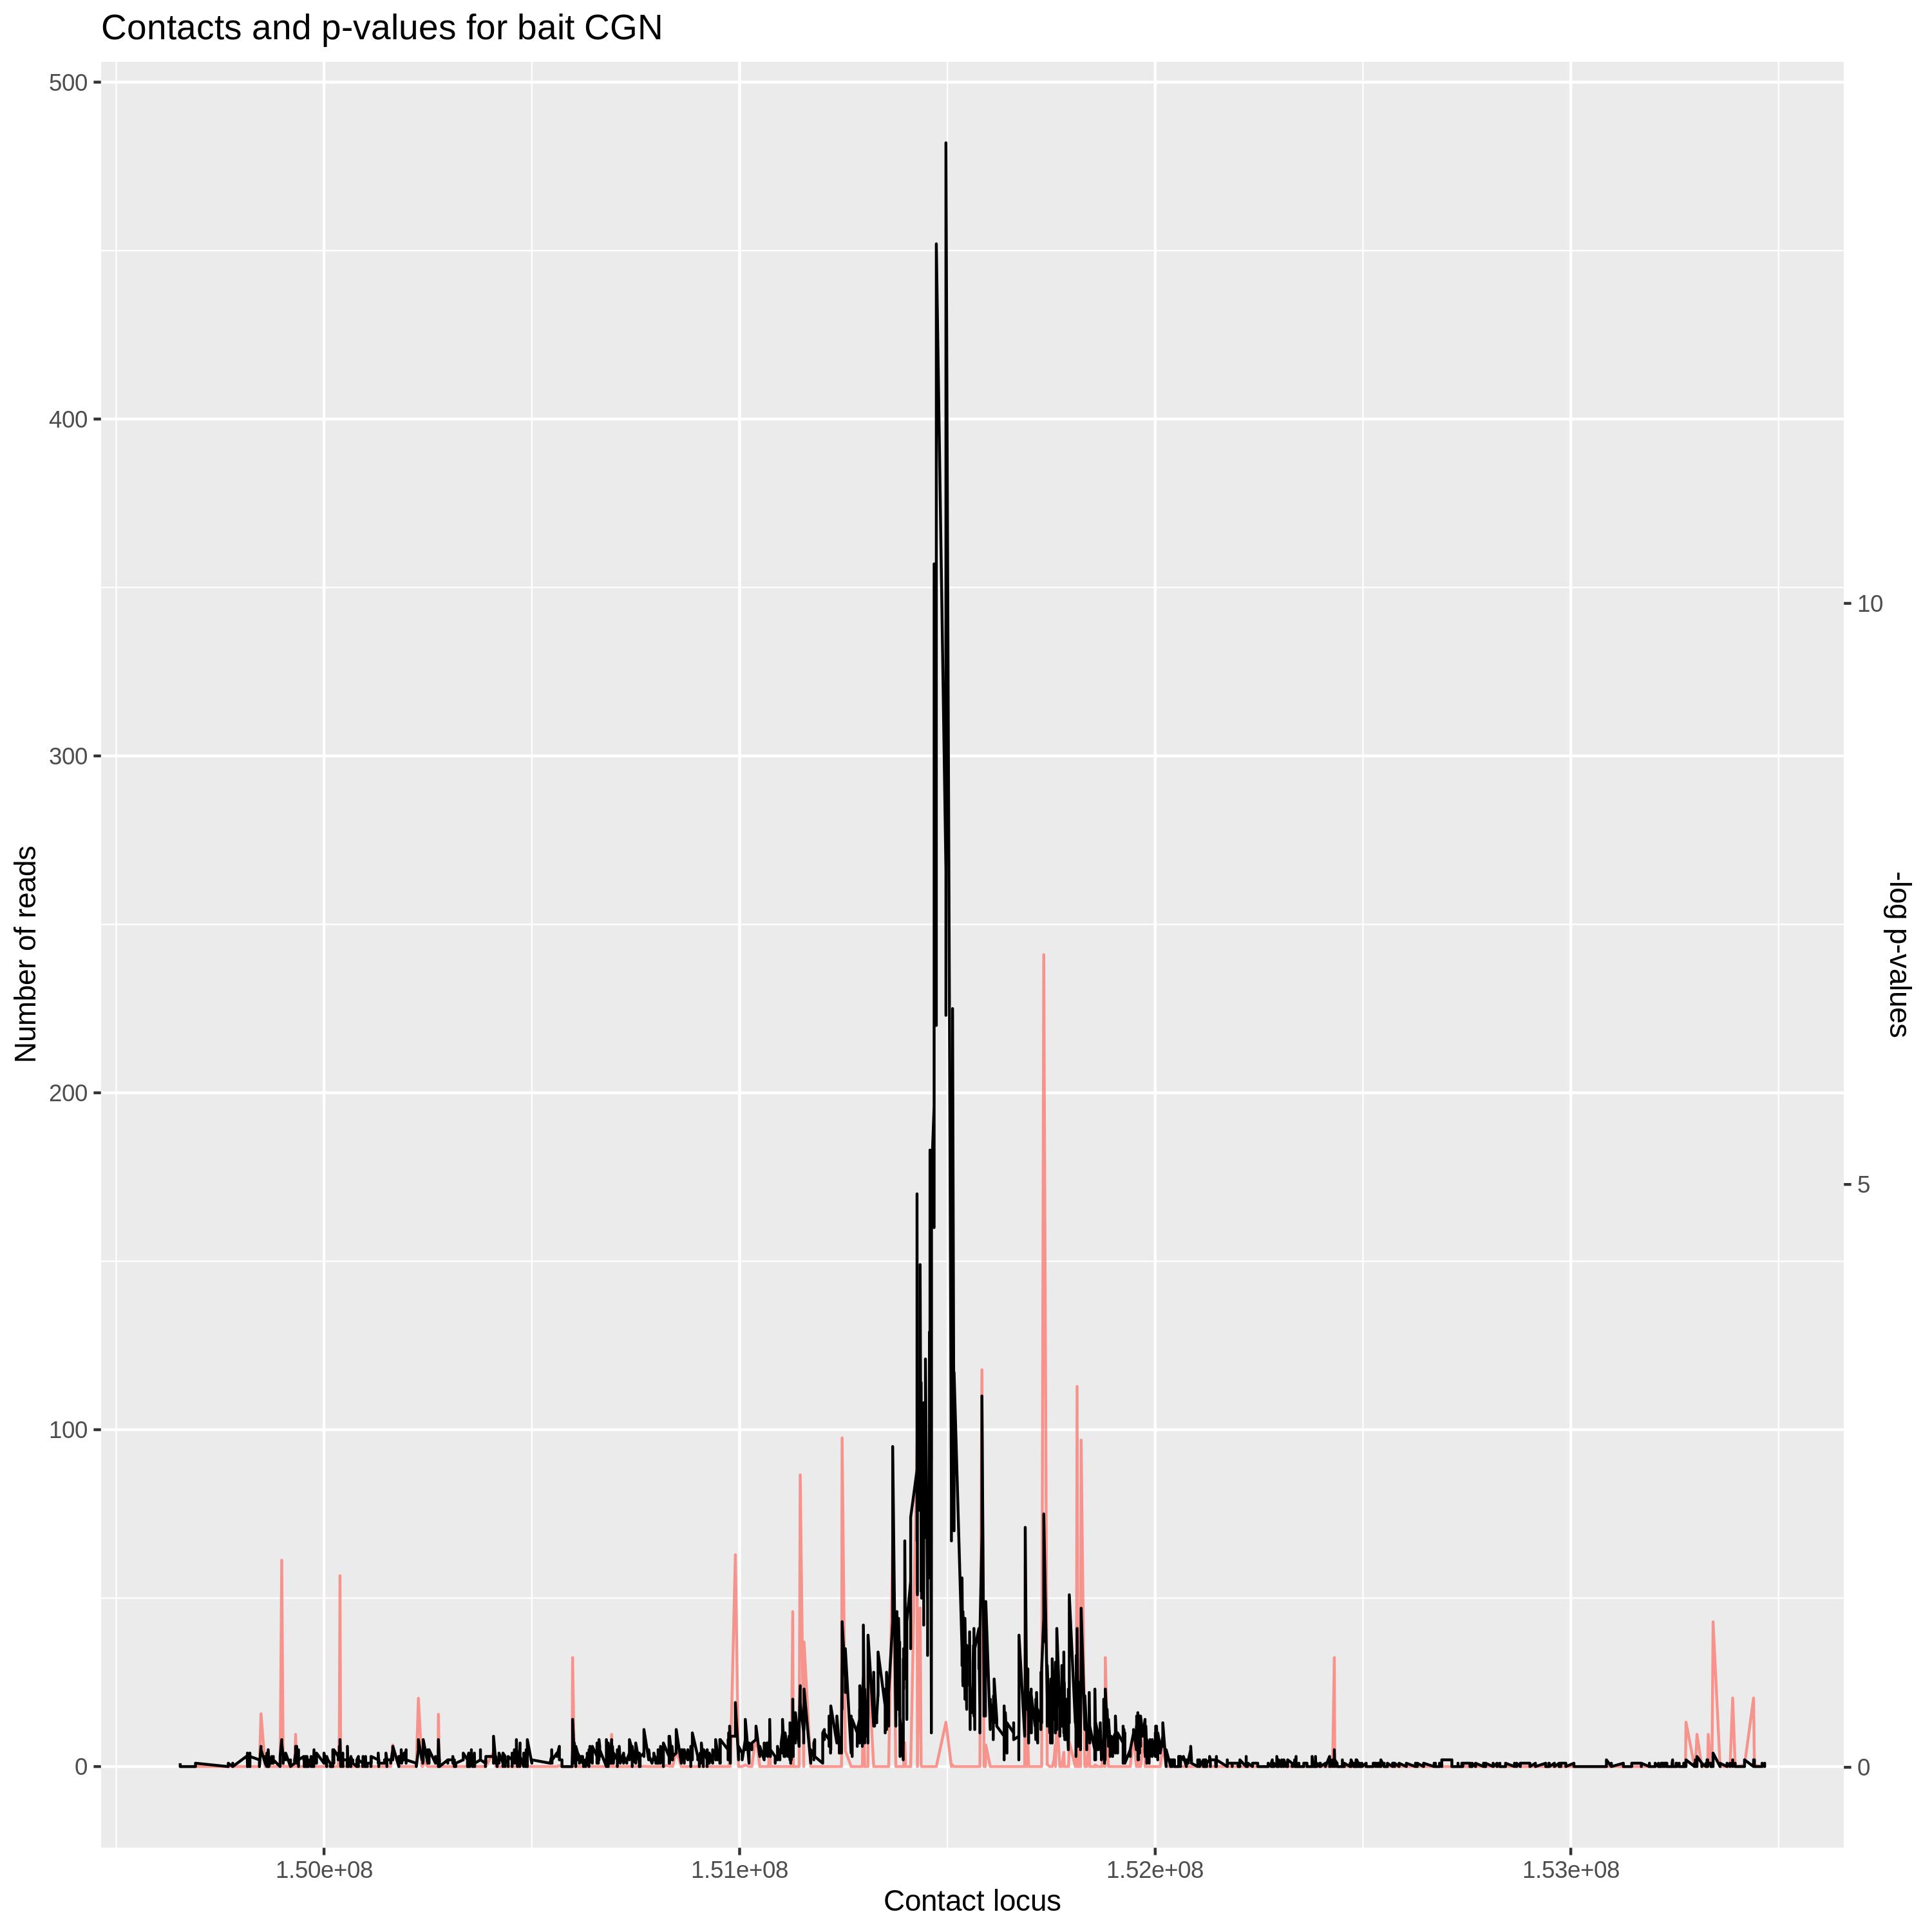 Contacts and p-values for bait CGN
500
400
300
200
100
0
Number of reads
10
5
0
-log p-values
1.50e+08
1.51e+08
1.52e+08
1.53e+08
Contact locus